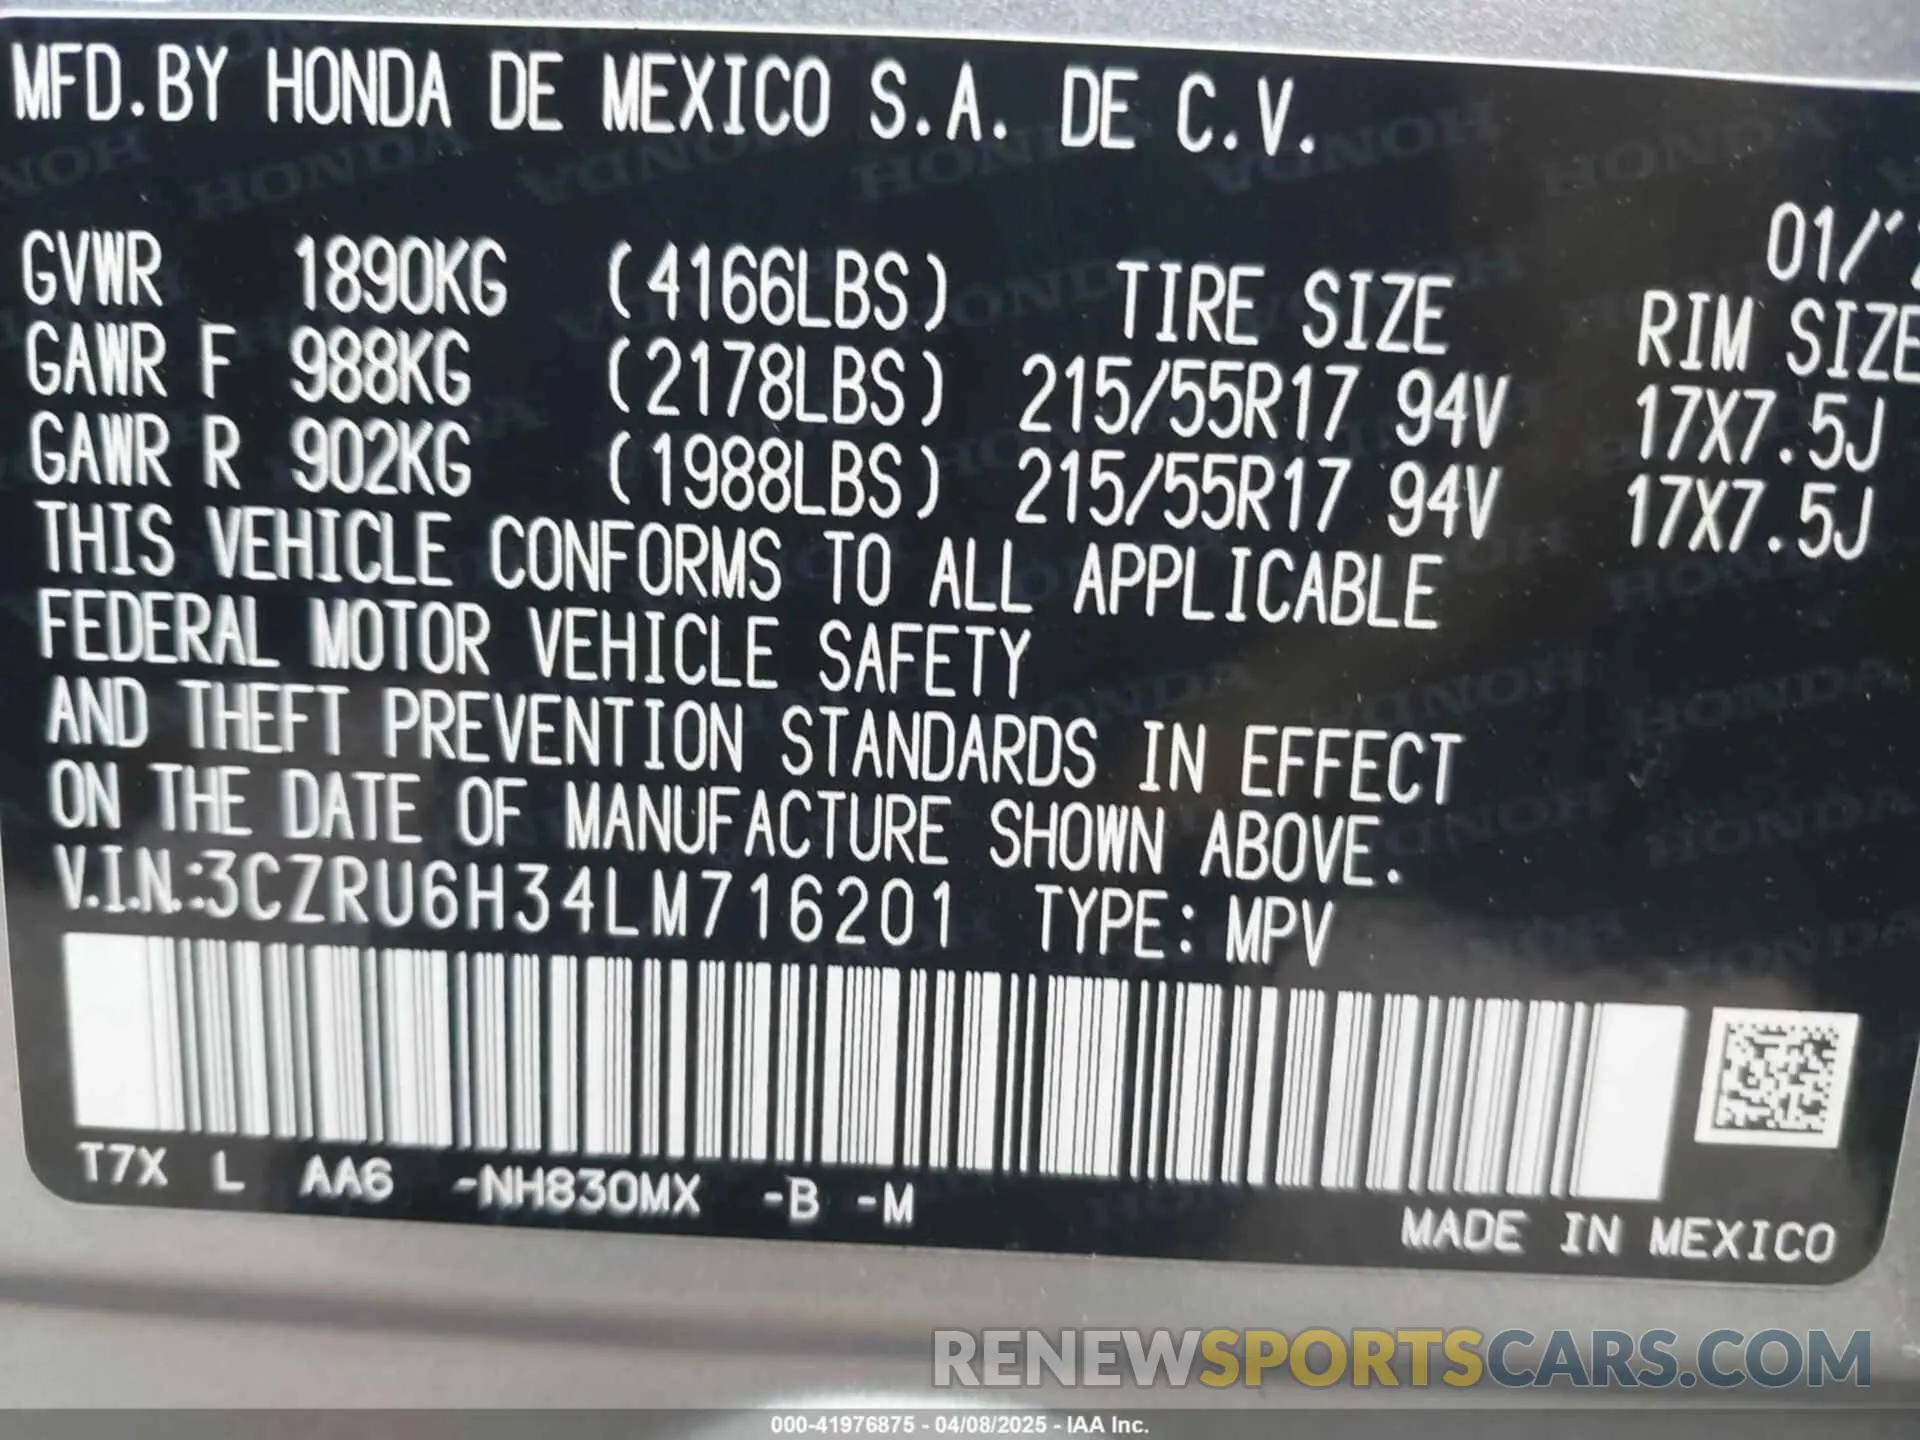 MFD.BY HONDA DE MEXICO S.A. DE C.V.
01/
GVWR 1890KG (4166LBS) TIRE SIZE RIM SIZE
GAWR F 988KG (2178LBS) 215/55R17 94V 17X7.5J
GAWR R 902KG (1988LBS) 215/55R17 94V 17X7.5J
THIS VEHICLE CONFORMS TO ALL APPLICABLE
FEDERAL MOTOR VEHICLE SAFETY
AND THEFT PREVENTION STANDARDS IN EFFECT
ON THE DATE OF MANUFACTURE SHOWN ABOVE.
V.I.N.:3CZRU6H34LM716201 TYPE: MPV
T7X L AA6 -NH830MX -B -M
MADE IN MEXICO
RENEWSPORTSCARS.COM
000-41976875 - 04/08/2025 - IAA Inc.